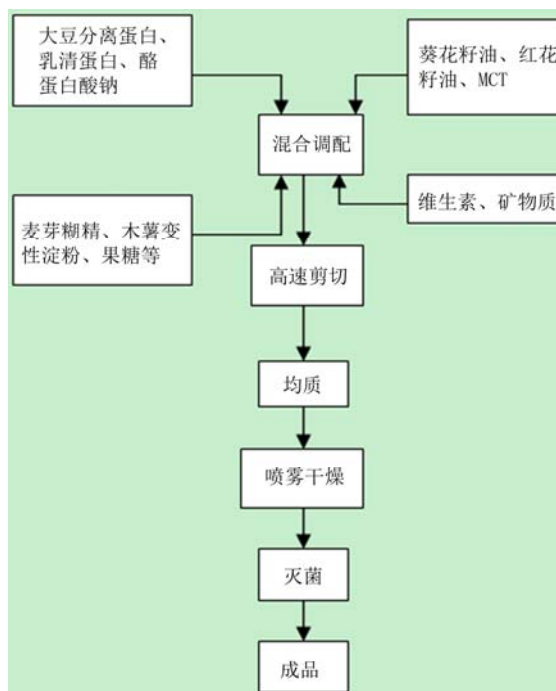 大豆分离蛋白、
乳清蛋白、酪
蛋白酸钠
葵花籽油、红花
籽油、MCT
混合调配
麦芽糊精、木薯变
性淀粉、果糖等
维生素、矿物质
高速剪切
均质
喷雾干燥
灭菌
成品